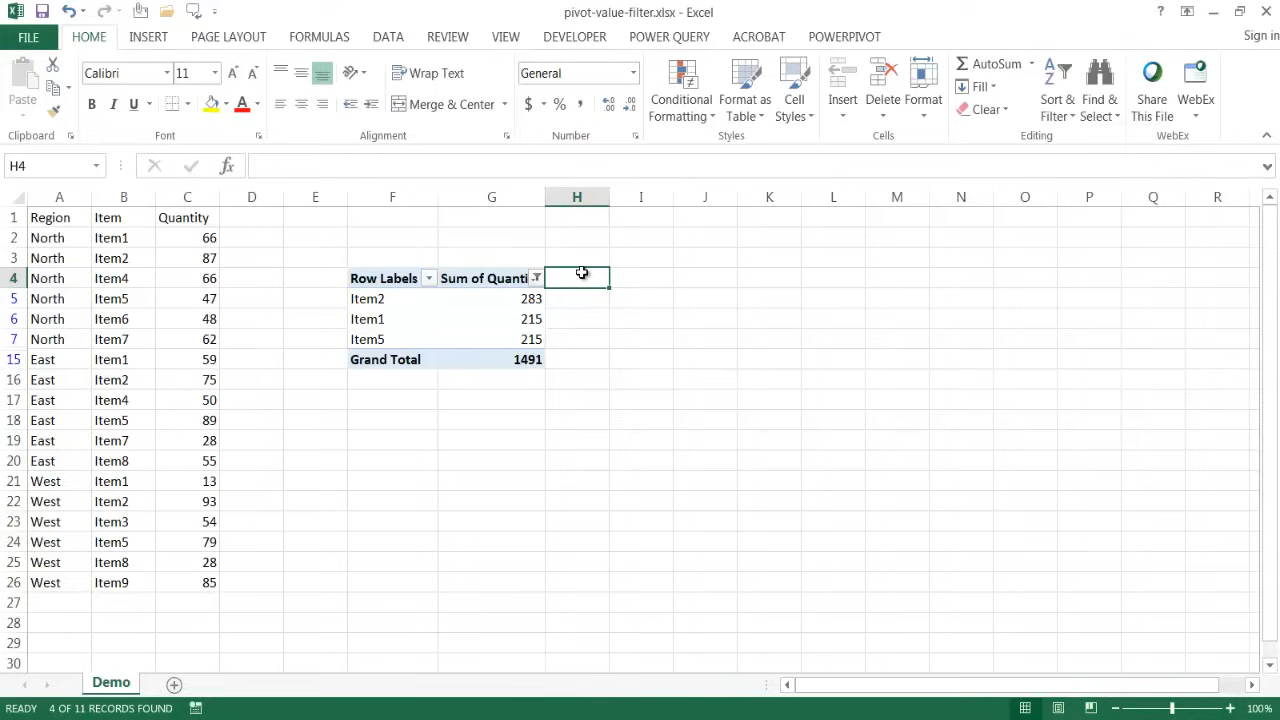 pivot-value-filter.xlsx - Excel
?
Sign in
FILE HOME INSERT PAGE LAYOUT FORMULAS DATA REVIEW VIEW DEVELOPER POWER QUERY ACROBAT POWERPIVOT
Paste
Calibri 11
B I U
Wrap Text
Merge & Center
General
$ % ,
Conditional Formatting
Format as Table
Cell Styles
Insert
Delete
Format
AutoSum
Fill
Clear
Sort & Filter
Find & Select
Share This File
WebEx
Clipboard Font Alignment Number Styles Cells Editing WebEx
H4 fx
A B C D E F G H I J K L M N O P Q R
1 Region Item Quantity
2 North Item1 66
3 North Item2 87
4 North Item4 66 Row Labels Sum of Quanti
5 North Item5 47 Item2 283
6 North Item6 48 Item1 215
7 North Item7 62 Item5 215
15 East Item1 59 Grand Total 1491
16 East Item2 75
17 East Item4 50
18 East Item5 89
19 East Item7 28
20 East Item8 55
21 West Item1 13
22 West Item2 93
23 West Item3 54
24 West Item5 79
25 West Item8 28
26 West Item9 85
27
28
29
30
Demo
READY 4 OF 11 RECORDS FOUND 100%